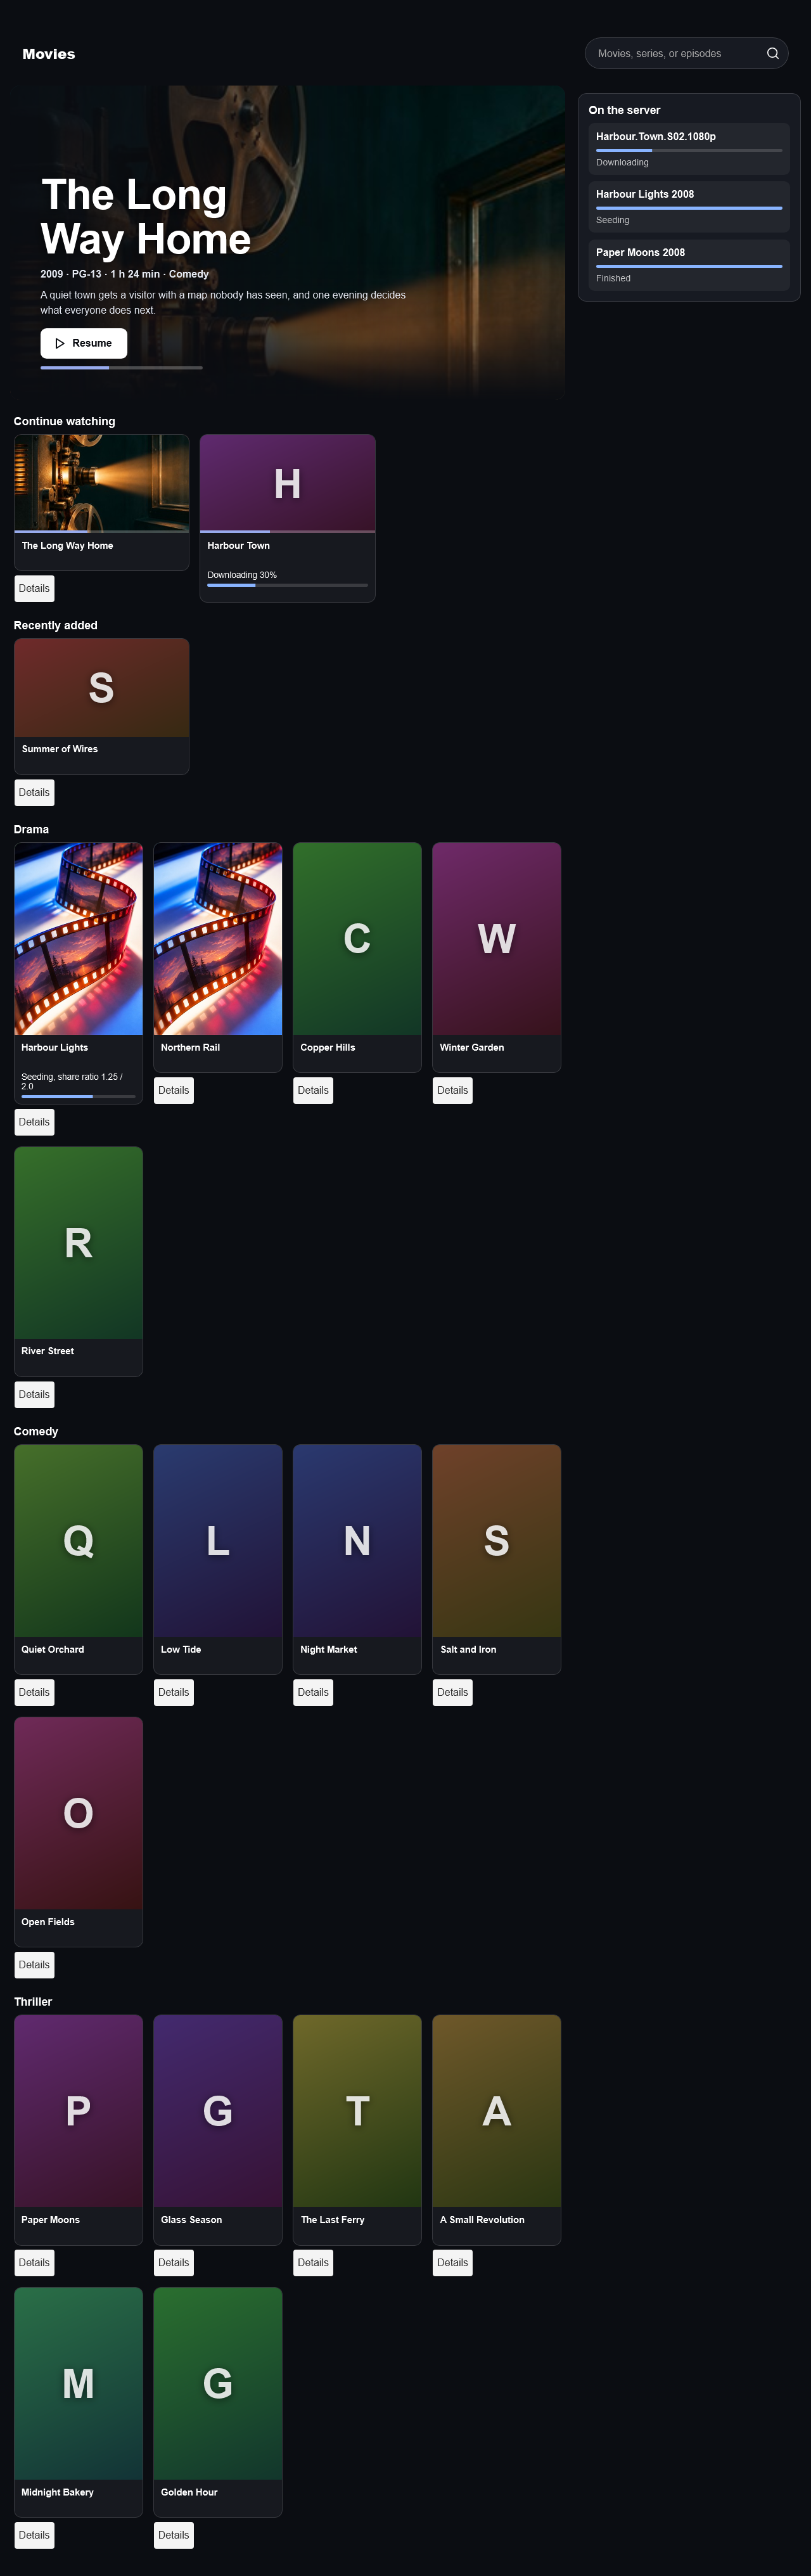 Movies
Movies, series, or episodes
The Long
Way Home
2009 · PG-13 · 1 h 24 min · Comedy
A quiet town gets a visitor with a map nobody has seen, and one evening decides
what everyone does next.
Resume
On the server
Harbour.Town.S02.1080p
Downloading
Harbour Lights 2008
Seeding
Paper Moons 2008
Finished
Continue watching
The Long Way Home
Details
H
Harbour Town
Downloading 30%
Recently added
S
Summer of Wires
Details
Drama
Harbour Lights
Seeding, share ratio 1.25 /
2.0
Details
Northern Rail
Details
C
Copper Hills
Details
W
Winter Garden
Details
R
River Street
Details
Comedy
Q
Quiet Orchard
Details
L
Low Tide
Details
N
Night Market
Details
S
Salt and Iron
Details
O
Open Fields
Details
Thriller
P
Paper Moons
Details
G
Glass Season
Details
T
The Last Ferry
Details
A
A Small Revolution
Details
M
Midnight Bakery
Details
G
Golden Hour
Details